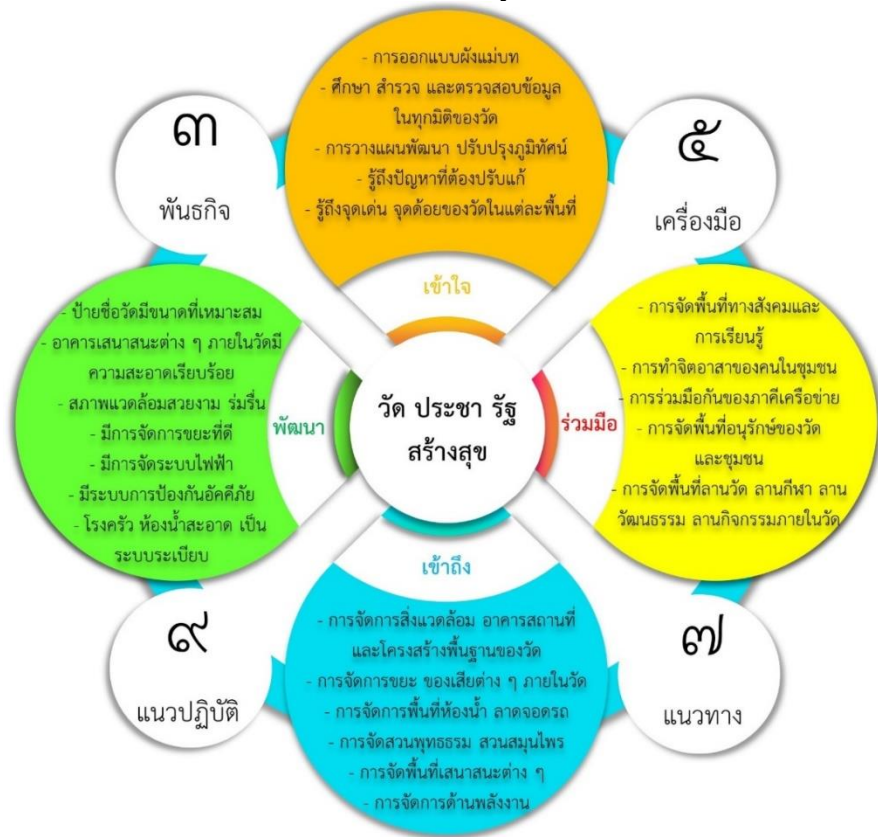 - การออกแบบผังแม่บท
- ศึกษา สำรวจ และตรวจสอบข้อมูล
ในทุกมิติของวัด
- การวางแผนพัฒนา ปรับปรุงภูมิทัศน์
- รู้ถึงปัญหาที่ต้องปรับแก้
- รู้ถึงจุดเด่น จุดด้อยของวัดในแต่ละพื้นที่
เข้าใจ
๓
พันธกิจ
๕
เครื่องมือ
- ป้ายชื่อวัดมีขนาดที่เหมาะสม
- อาคารเสนาสนะต่าง ๆ ภายในวัดมี
ความสะอาดเรียบร้อย
- สภาพแวดล้อมสวยงาม ร่มรื่น
- มีการจัดการขยะที่ดี
- มีการจัดระบบไฟฟ้า
- มีระบบการป้องกันอัคคีภัย
- โรงครัว ห้องน้ำสะอาด เป็น
ระบบระเบียบ
พัฒนา
วัด ประชา รัฐ
สร้างสุข
ร่วมมือ
- การจัดพื้นที่ทางสังคมและ
การเรียนรู้
- การทำจิตอาสาของคนในชุมชน
- การร่วมมือกันของภาคีเครือข่าย
- การจัดพื้นที่อนุรักษ์ของวัด
และชุมชน
- การจัดพื้นที่ลานวัด ลานกีฬา ลาน
วัฒนธรรม ลานกิจกรรมภายในวัด
เข้าถึง
- การจัดการสิ่งแวดล้อม อาคารสถานที่
และโครงสร้างพื้นฐานของวัด
- การจัดการขยะ ของเสียต่าง ๆ ภายในวัด
- การจัดการพื้นที่ห้องน้ำ ลาดจอดรถ
- การจัดสวนพุทธธรรม สวนสมุนไพร
- การจัดพื้นที่เสนาสนะต่าง ๆ
- การจัดการด้านพลังงาน
๙
แนวปฏิบัติ
๗
แนวทาง